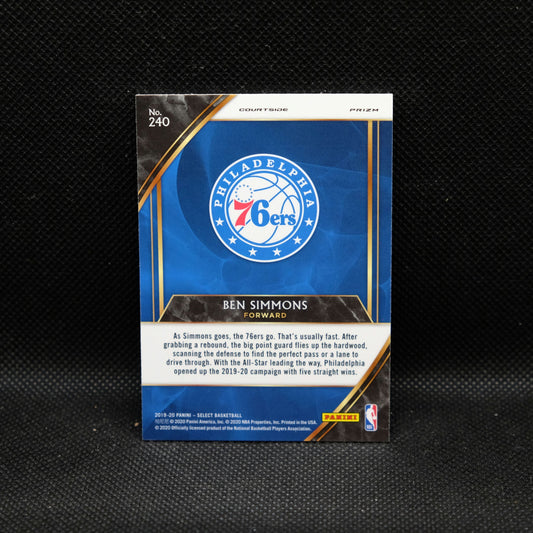 No.
240
COURTSIDE
PRIZM
PHILADELPHIA
76ers
BEN SIMMONS
FORWARD
As Simmons goes, the 76ers go. That's usually fast. After
grabbing a rebound, the big point guard flies up the hardwood,
scanning the defense to find the perfect pass or a lane to
drive through. With the All-Star leading the way, Philadelphia
opened up the 2019-20 campaign with five straight wins.
2019-20 PANINI – SELECT BASKETBALL
© 2020 Panini America, Inc. © 2020 NBA Properties, Inc. Printed in the USA.
© 2020 Officially licensed product of the National Basketball Players Association.
PANINI